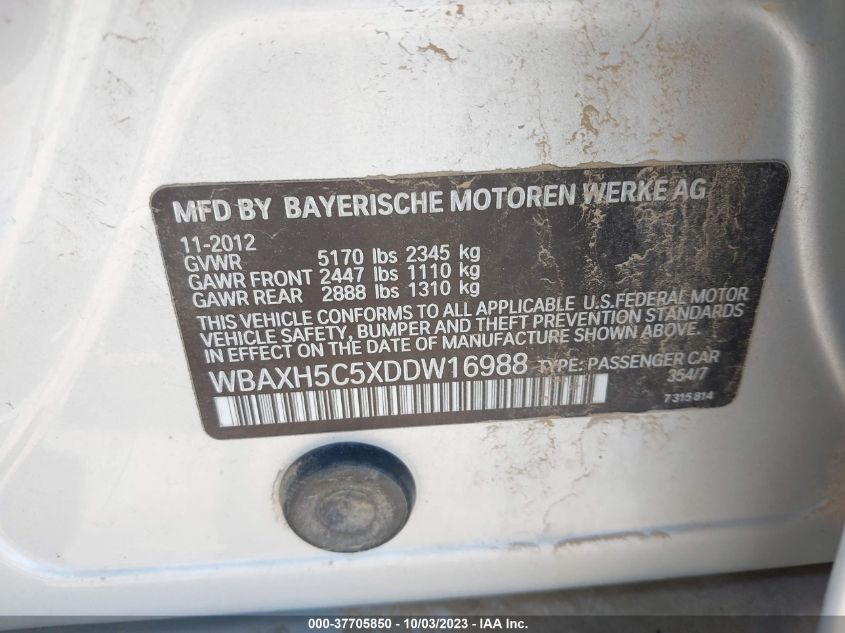 MFD BY BAYERISCHE MOTOREN WERKE AG
11-2012
GVWR 5170 lbs 2345 kg
GAWR FRONT 2447 lbs 1110 kg
GAWR REAR 2888 lbs 1310 kg
THIS VEHICLE CONFORMS TO ALL APPLICABLE U.S.FEDERAL MOTOR
VEHICLE SAFETY, BUMPER AND THEFT PREVENTION STANDARDS
IN EFFECT ON THE DATE OF MANUFACTURE SHOWN ABOVE.
WBAXH5C5XDDW16988 TYPE: PASSENGER CAR
354/7
7315814
000-37705850 - 10/03/2023 - IAA Inc.